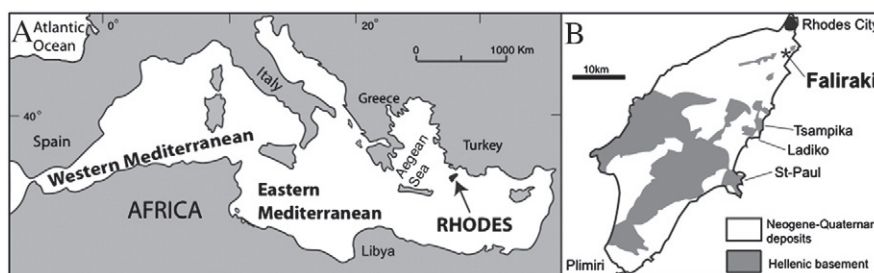 A
Atlantic
Ocean
0°
20°
0
1000 Km
Italy
Greece
40°
Spain
Turkey
Western Mediterranean
Aegean
Sea
Eastern
Mediterranean
AFRICA
RHODES
Libya
B
Rhodes City
10km
*
Faliraki
Tsampika
Ladiko
St-Paul
Neogene-Quaternary
deposits
Plimiri
Hellenic basement